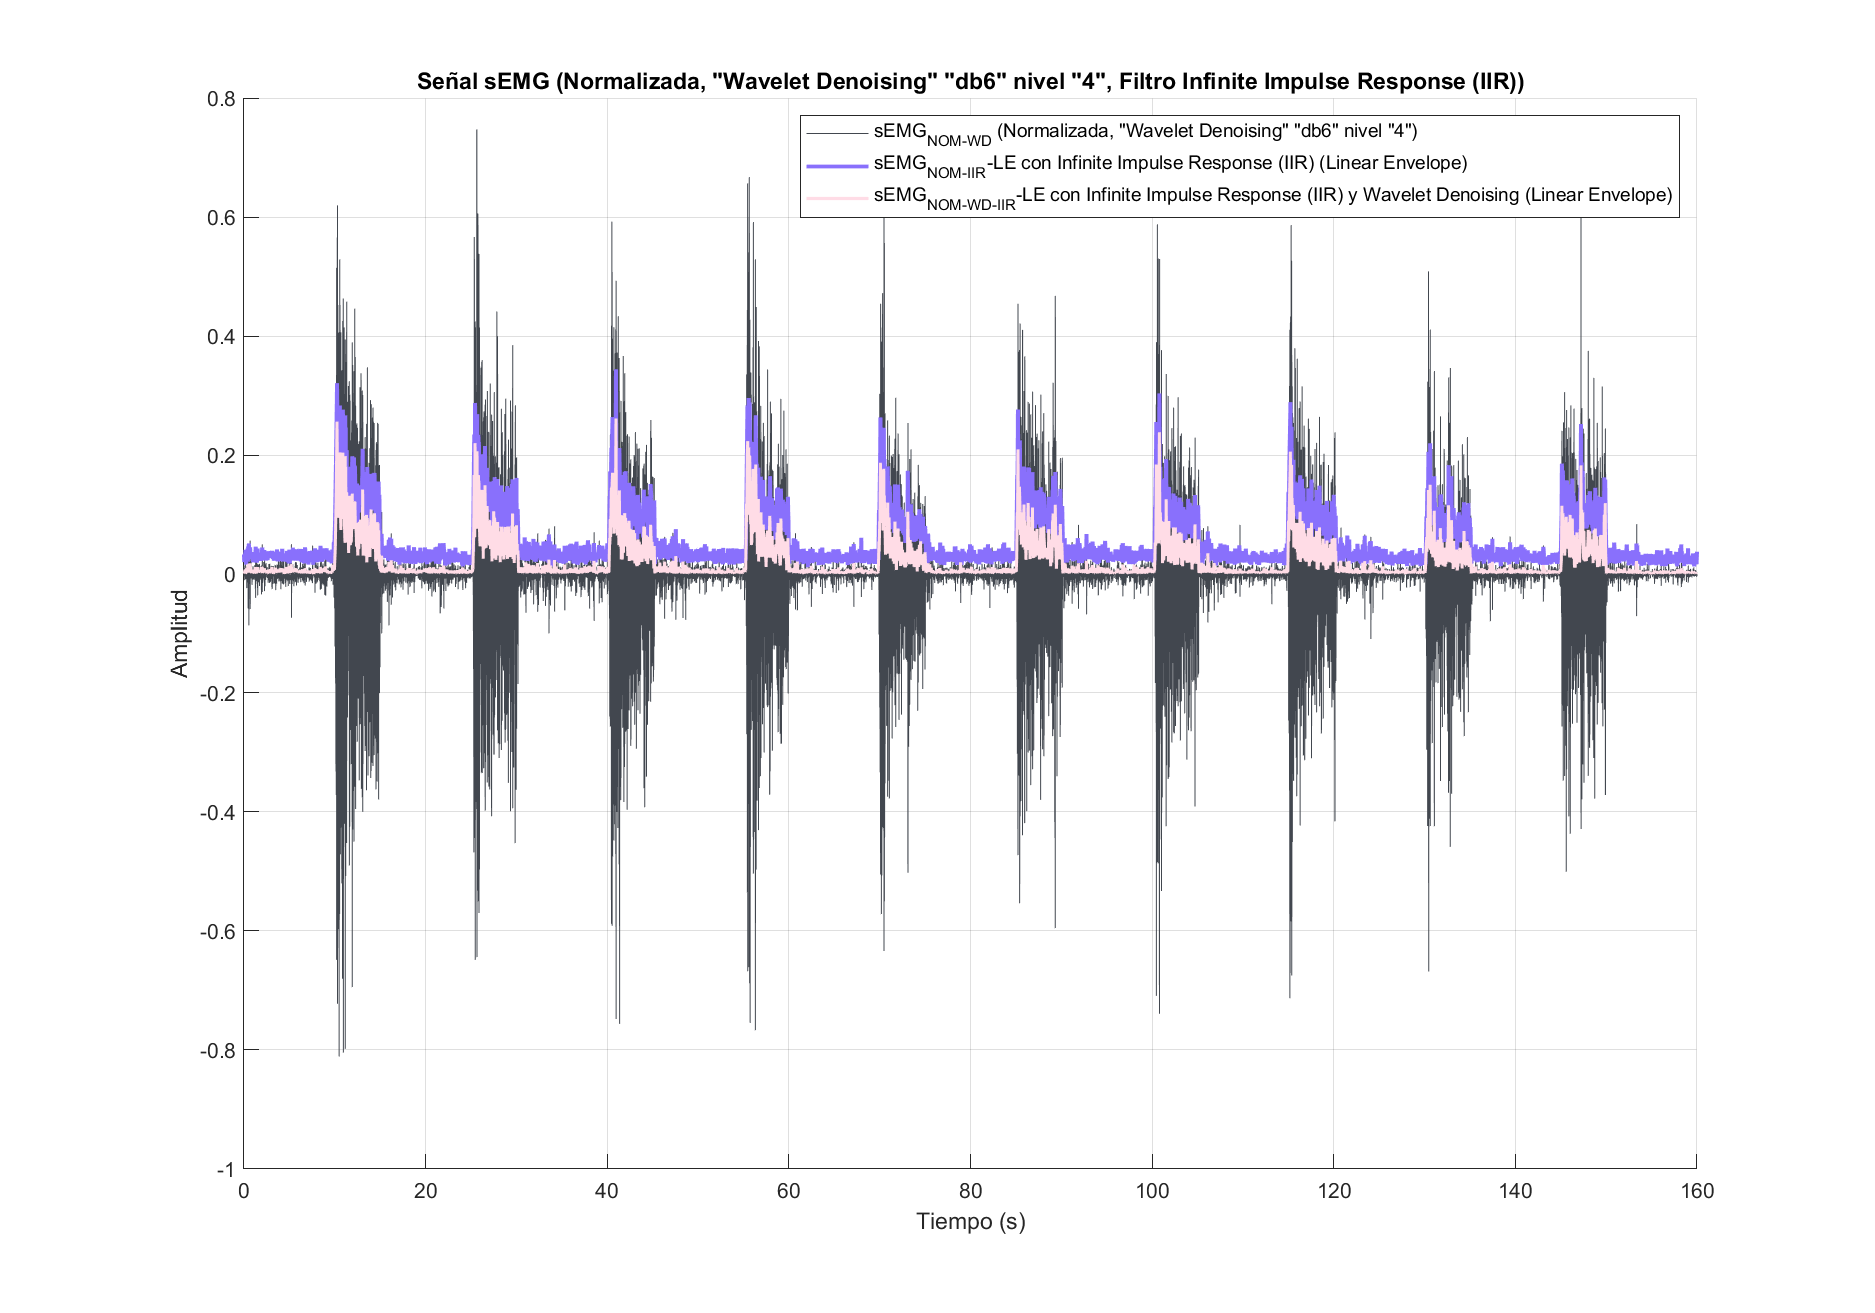 Señal sEMG (Normalizada, "Wavelet Denoising" "db6" nivel "4", Filtro Infinite Impulse Response (IIR))
sEMG_NOM-WD (Normalizada, "Wavelet Denoising" "db6" nivel "4")
sEMG_NOM-IIR-LE con Infinite Impulse Response (IIR) (Linear Envelope)
sEMG_NOM-WD-IIR-LE con Infinite Impulse Response (IIR) y Wavelet Denoising (Linear Envelope)
0.8
0.6
0.4
0.2
0
-0.2
-0.4
-0.6
-0.8
-1
Amplitud
0 20 40 60 80 100 120 140 160
Tiempo (s)